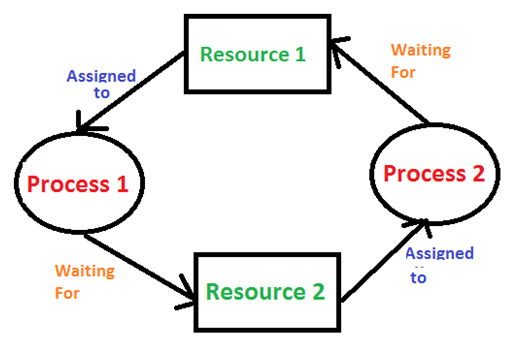 Resource 1
Waiting
For
Assigned
to
Process 1
Process 2
Waiting
For
Resource 2
Assigned
to